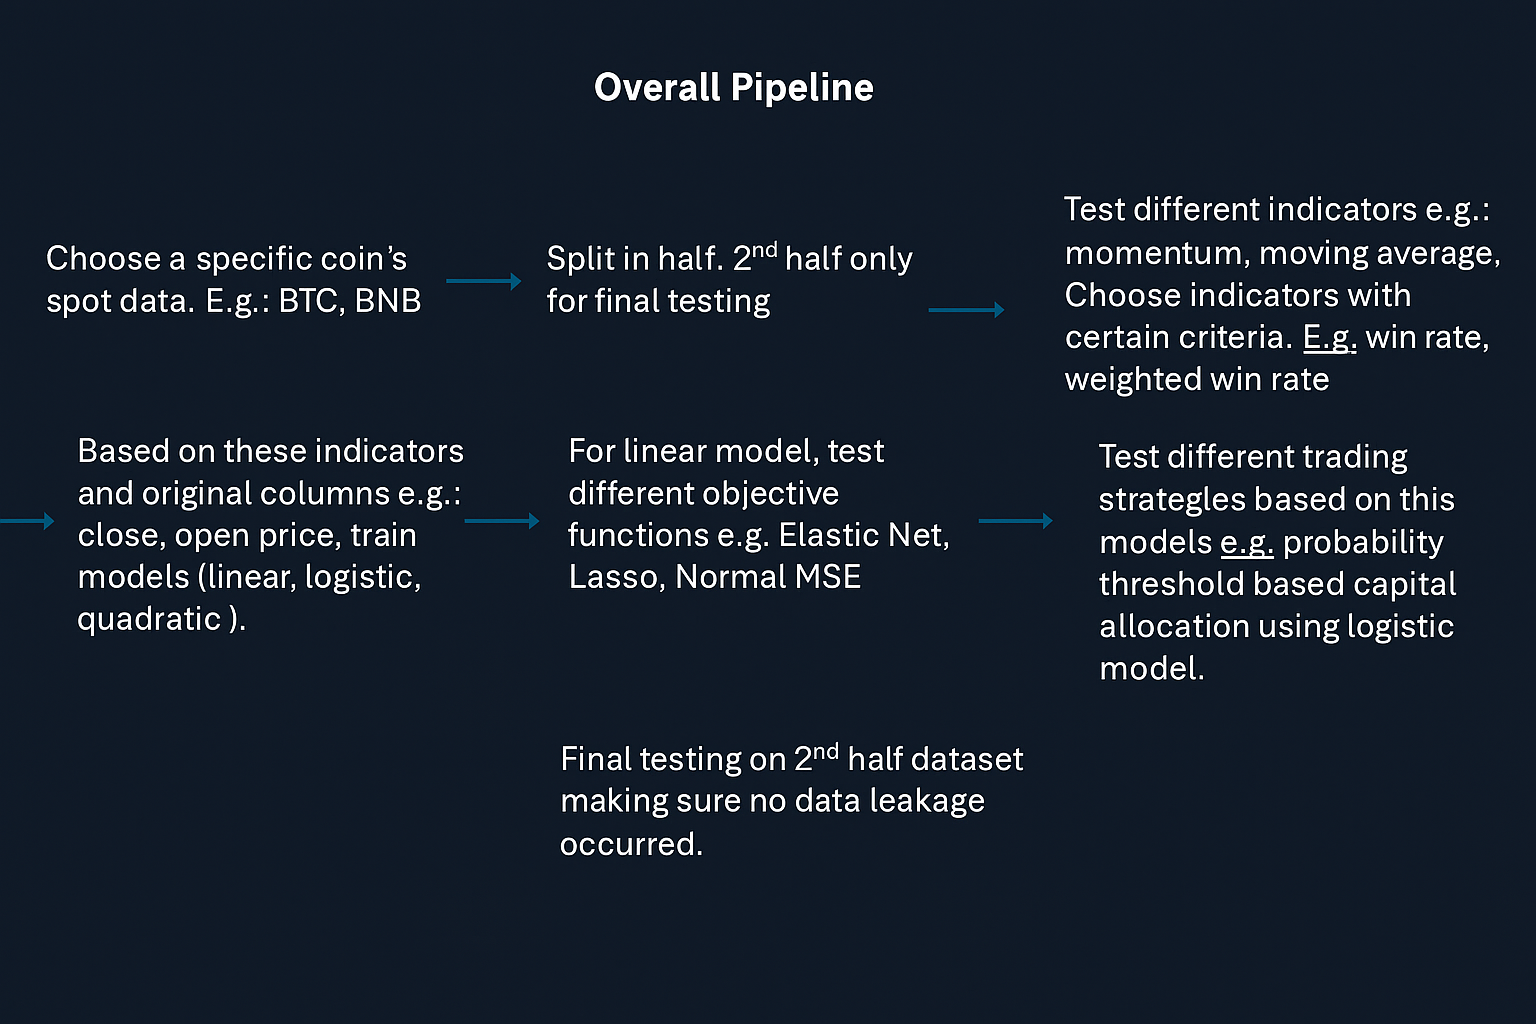 Overall Pipeline
Choose a specific coin's
spot data. E.g.: BTC, BNB
Split in half. 2nd half only
for final testing
Test different indicators e.g.:
momentum, moving average,
Choose indicators with
certain criteria. E.g. win rate,
weighted win rate
Based on these indicators
and original columns e.g.:
close, open price, train
models (linear, logistic,
quadratic ).
For linear model, test
different objective
functions e.g. Elastic Net,
Lasso, Normal MSE
Test different trading
strategles based on this
models e.g. probability
threshold based capital
allocation using logistic
model.
Final testing on 2nd half dataset
making sure no data leakage
occurred.